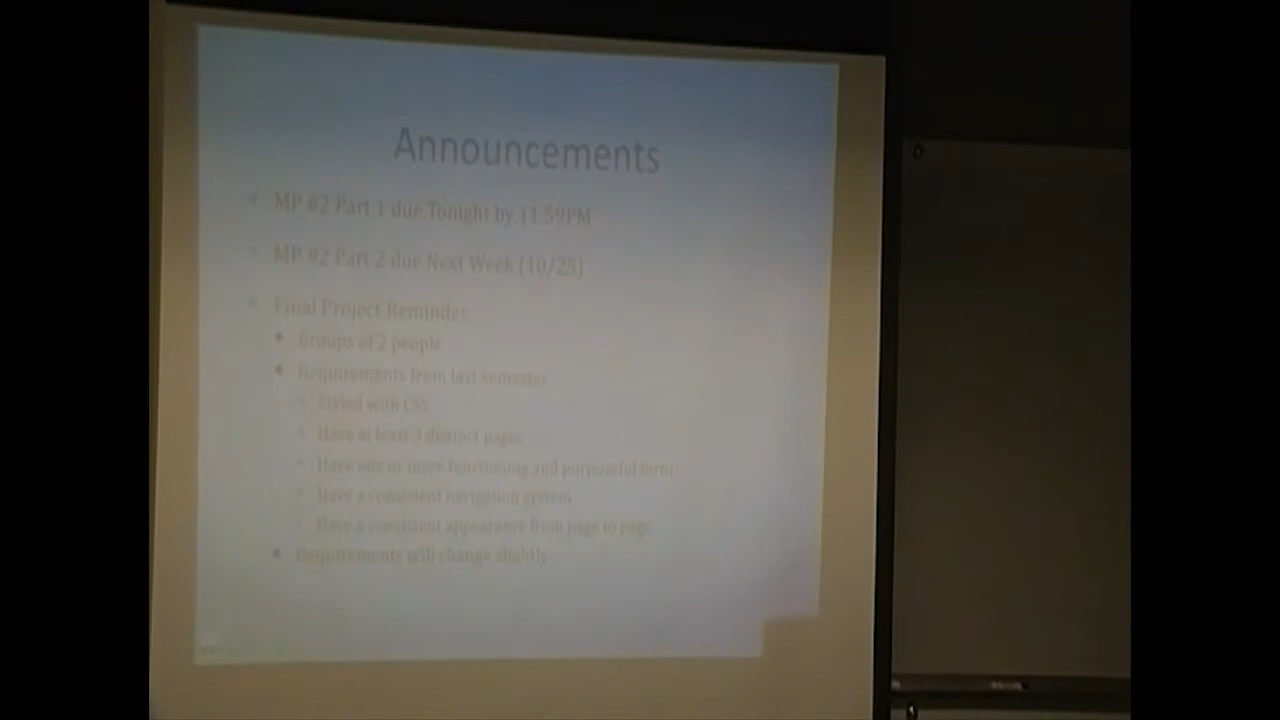 Announcements
MP #2 Part 1 due Tonight by 11:59PM
MP #2 Part 2 due Next Week (10/25)
Final Project Reminder
Groups of 2 people
Requirements from last semester
Styled with CSS
Have at least 3 distinct pages
Have one or more functioning and purposeful form
Have a consistent navigation system
Have a consistent appearance from page to page
Requirements will change slightly